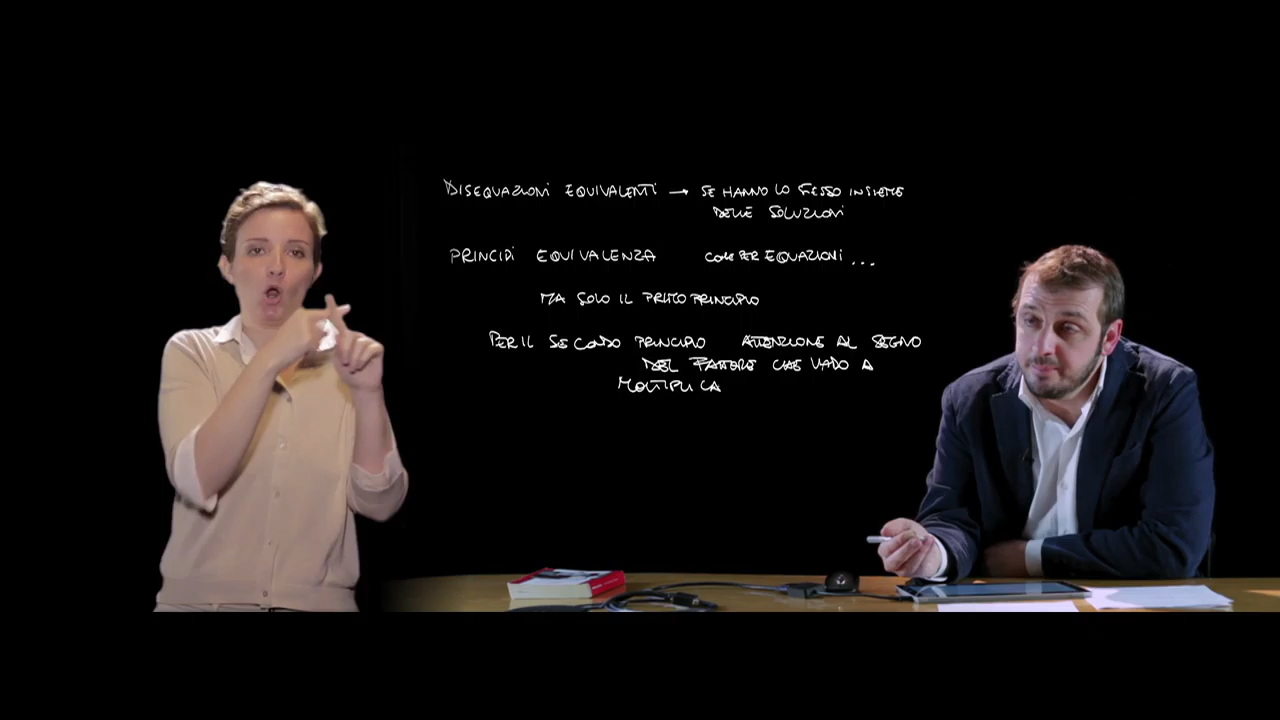 DISEQUAZIONI EQUIVALENTI → SE HANNO LO STESSO INSIEME
DELLE SOLUZIONI
PRINCIPI EQUIVALENZA COME PER EQUAZIONI ...
MA SOLO IL PRIMO PRINCIPIO
PER IL SECONDO PRINCIPIO ATTENZIONE AL SEGNO
DEL FATTORE CHE VADO A
MOLTIPLICA